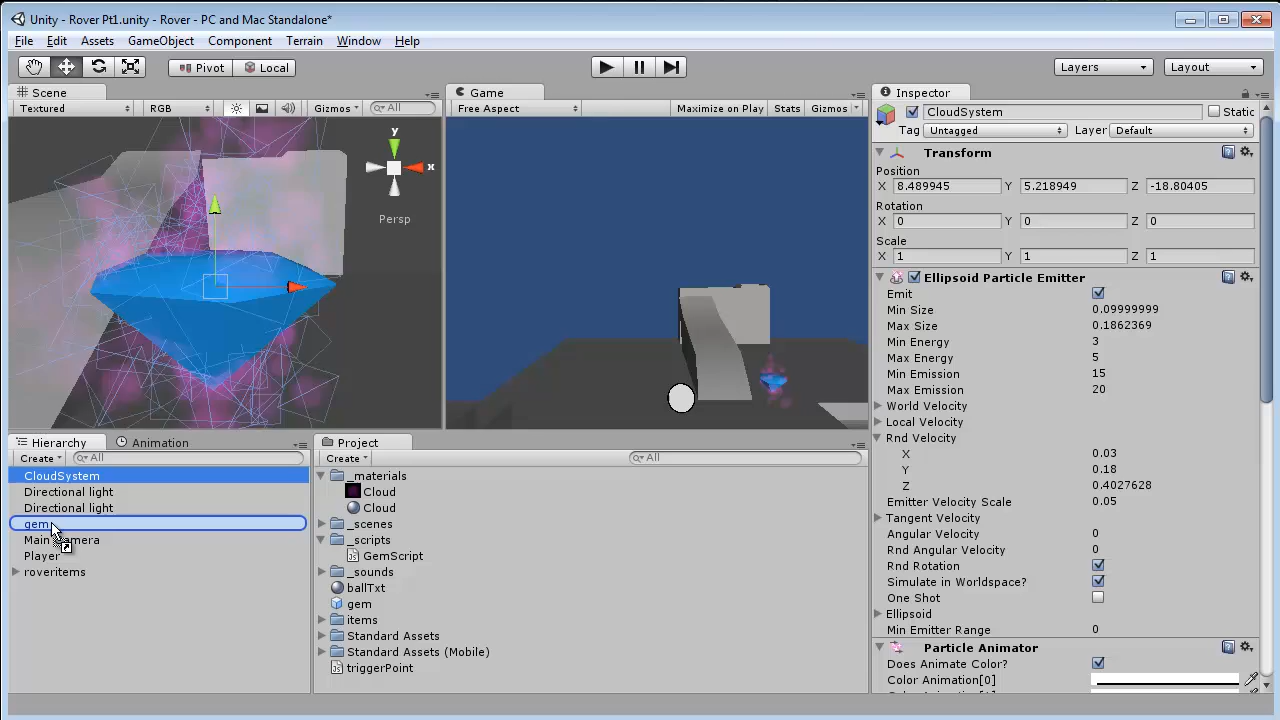 Unity - Rover Pt1.unity - Rover - PC and Mac Standalone*
File Edit Assets GameObject Component Terrain Window Help
Pivot Local Layers Layout
Scene
Textured RGB Gizmos All
y
x
Persp
Game
Free Aspect Maximize on Play Stats Gizmos
Hierarchy Animation
Create All
CloudSystem
Directional light
Directional light
gem
Main Camera
Player
roveritems
Project
Create All
_materials
Cloud
Cloud
_scenes
_scripts
GemScript
_sounds
ballTxt
gem
items
Standard Assets
Standard Assets (Mobile)
triggerPoint
Inspector
CloudSystem Static
Tag Untagged Layer Default
Transform
Position
X 8.489945 Y 5.218949 Z -18.80405
Rotation
X 0 Y 0 Z 0
Scale
X 1 Y 1 Z 1
Ellipsoid Particle Emitter
Emit
Min Size 0.09999999
Max Size 0.1862369
Min Energy 3
Max Energy 5
Min Emission 15
Max Emission 20
World Velocity
Local Velocity
Rnd Velocity
X 0.03
Y 0.18
Z 0.4027628
Emitter Velocity Scale 0.05
Tangent Velocity
Angular Velocity 0
Rnd Angular Velocity 0
Rnd Rotation
Simulate in Worldspace?
One Shot
Ellipsoid
Min Emitter Range 0
Particle Animator
Does Animate Color?
Color Animation[0]